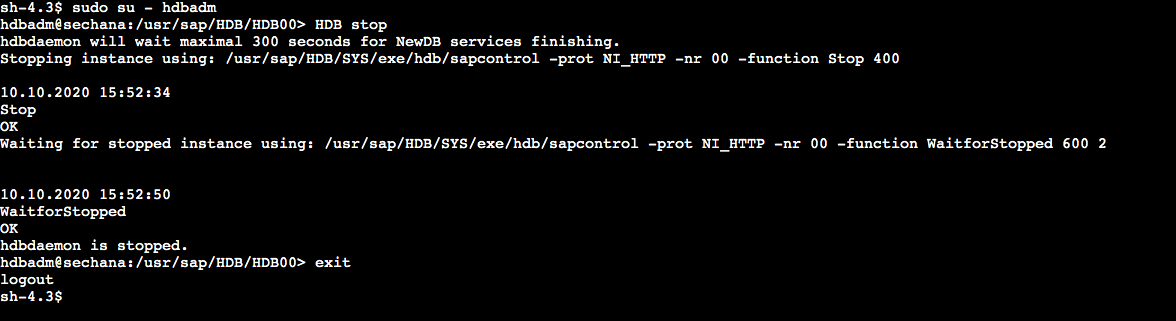 sh-4.3$ sudo su - hdbadm
hdbadm@sechana:/usr/sap/HDB/HDB00> HDB stop
hdbdaemon will wait maximal 300 seconds for NewDB services finishing.
Stopping instance using: /usr/sap/HDB/SYS/exe/hdb/sapcontrol -prot NI_HTTP -nr 00 -function Stop 400
10.10.2020 15:52:34
Stop
OK
Waiting for stopped instance using: /usr/sap/HDB/SYS/exe/hdb/sapcontrol -prot NI_HTTP -nr 00 -function WaitforStopped 600 2
10.10.2020 15:52:50
WaitforStopped
OK
hdbdaemon is stopped.
hdbadm@sechana:/usr/sap/HDB/HDB00> exit
logout
sh-4.3$